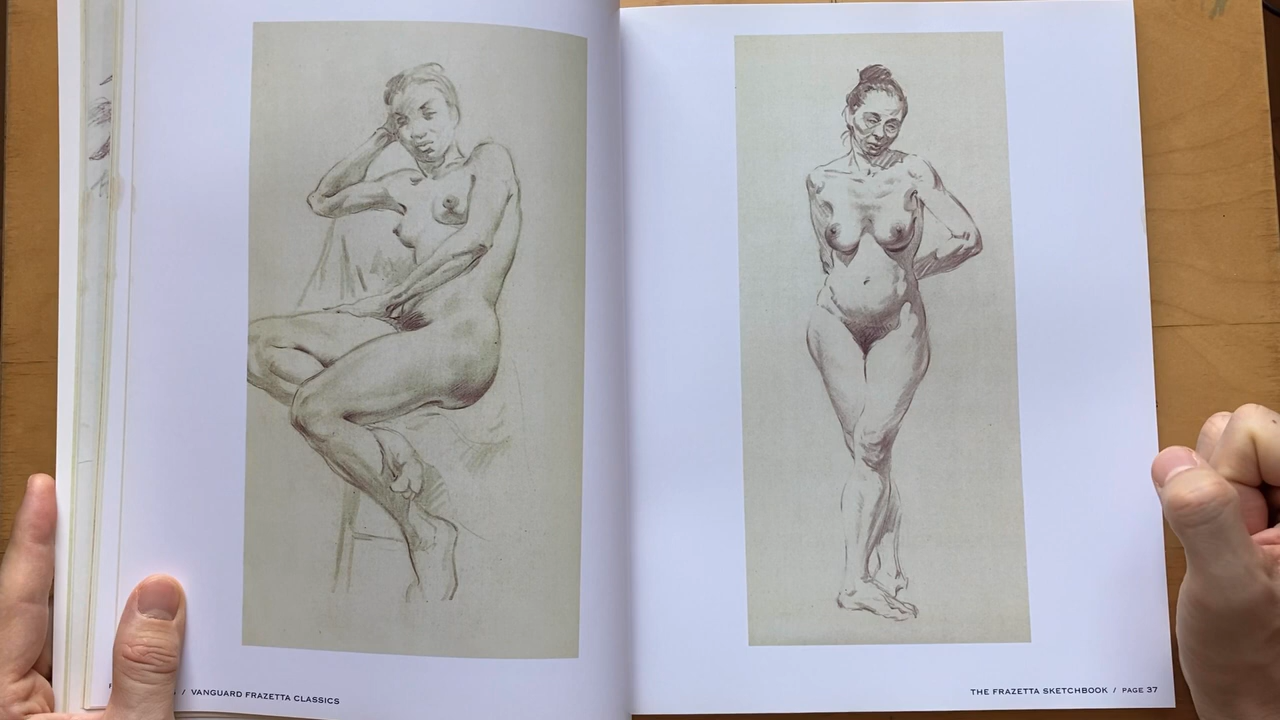 / VANGUARD FRAZETTA CLASSICS
THE FRAZETTA SKETCHBOOK / PAGE 37